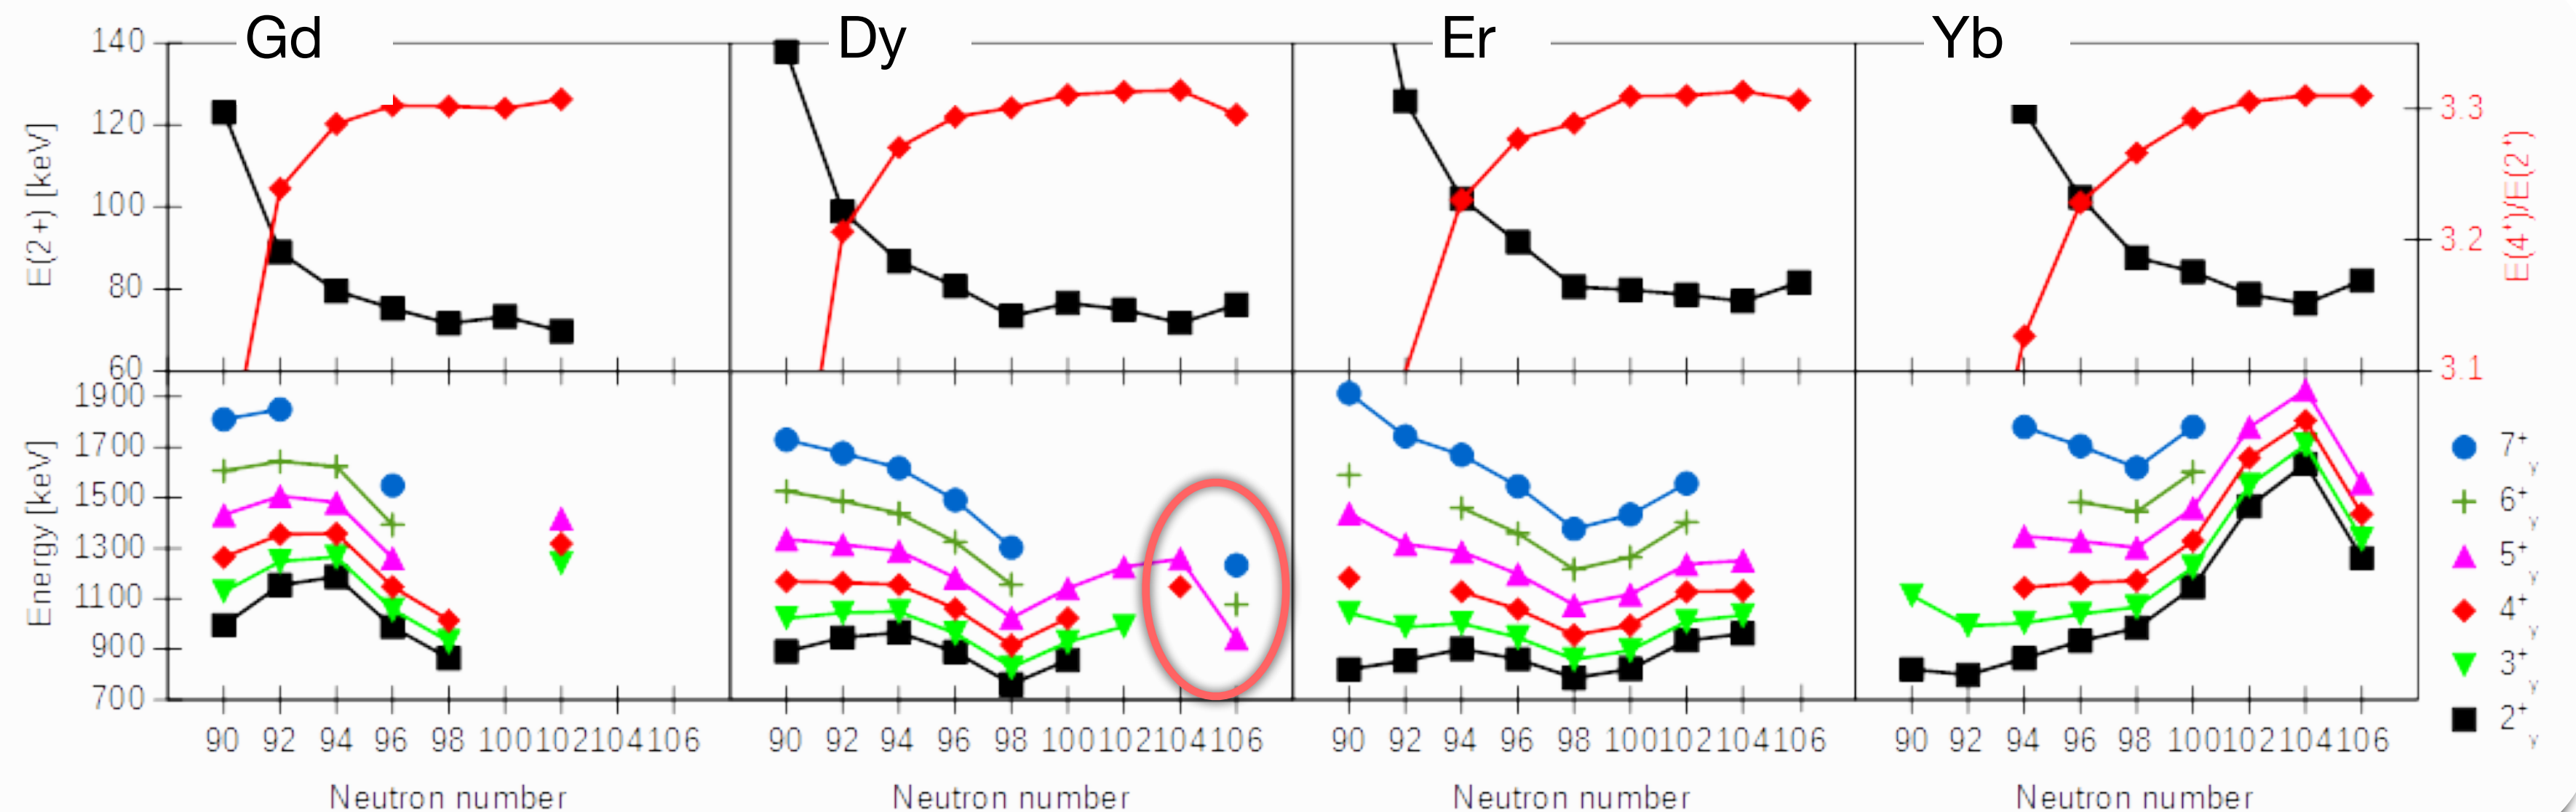 Gd Dy Er Yb
140
120
100
80
60
E(2+) [keV]
3.3
3.2
3.1
E(4⁺)/E(2⁺)
1900
1700
1500
1300
1100
900
700
Energy [keV]
7⁺γ
6⁺γ
5⁺γ
4⁺γ
3⁺γ
2⁺γ
90 92 94 96 98 100 102 104 106 90 92 94 96 98 100 102 104 106 90 92 94 96 98 100 102 104 106 90 92 94 96 98 100 102 104 106
Neutron number Neutron number Neutron number Neutron number